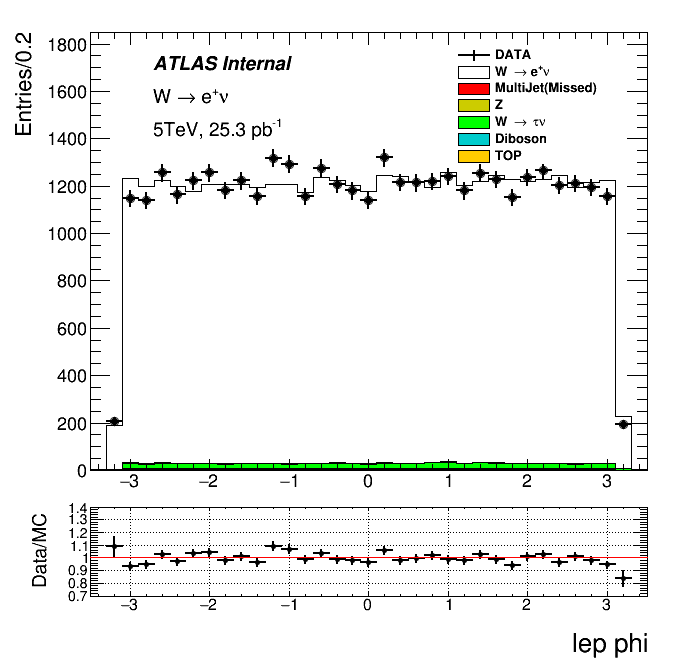 Entries/0.2
1800
1600
1400
1200
1000
800
600
400
200
0
ATLAS Internal
W → e⁺ν
5TeV, 25.3 pb⁻¹
DATA
W → e⁺ν
MultiJet(Missed)
Z
W → τν
Diboson
TOP
−3 −2 −1 0 1 2 3
Data/MC
1.4
1.3
1.2
1.1
1
0.9
0.8
0.7
−3 −2 −1 0 1 2 3
lep phi